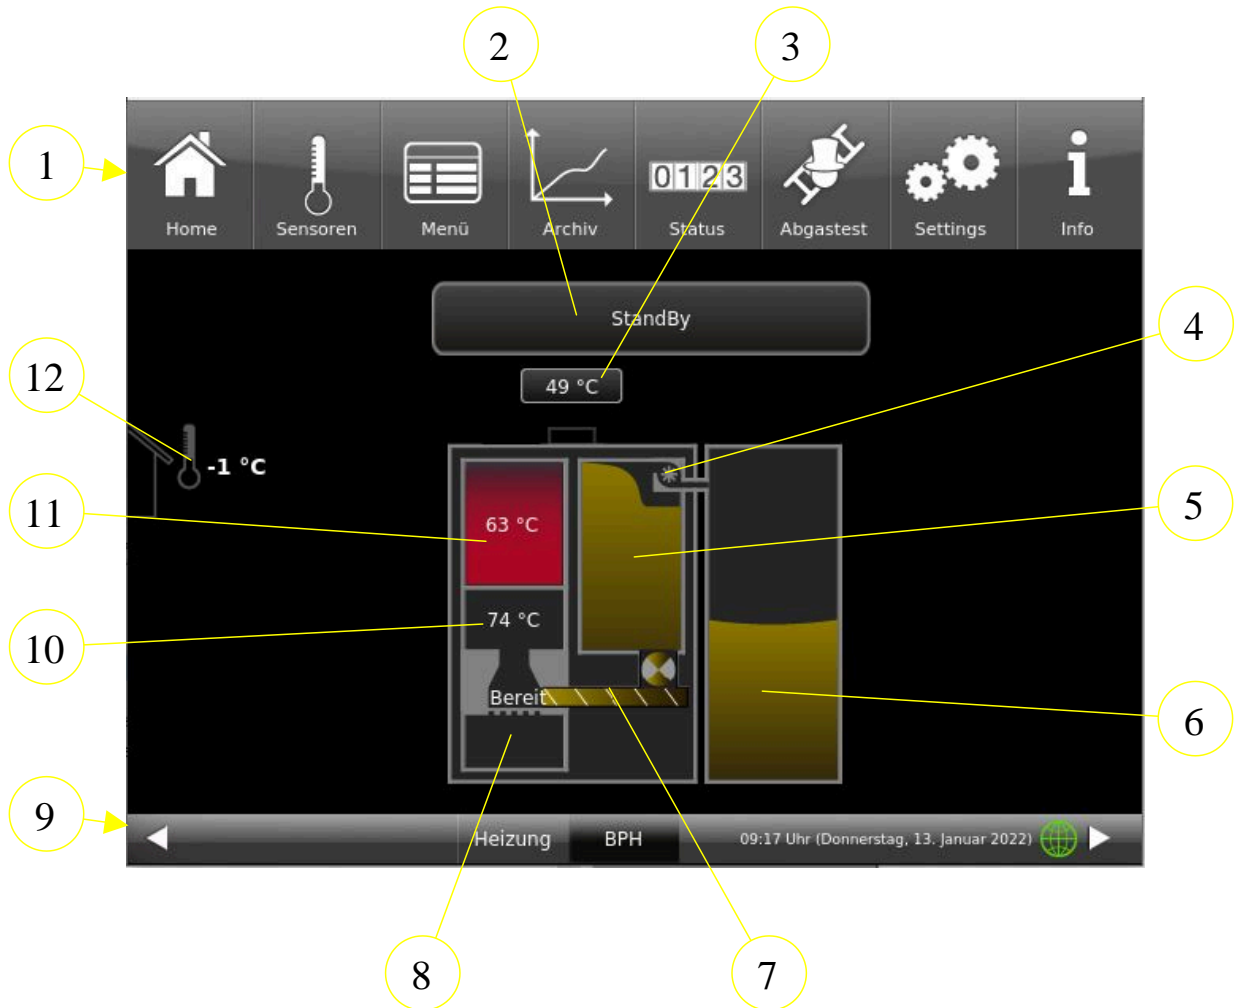 2
3
1
0123
Home
Sensoren
Menü
Archiv
Status
Abgastest
Settings
Info
StandBy
4
12
49 °C
-1 °C
11
63 °C
5
10
74 °C
Bereit
6
9
Heizung
BPH
09:17 Uhr (Donnerstag, 13. Januar 2022)
8
7